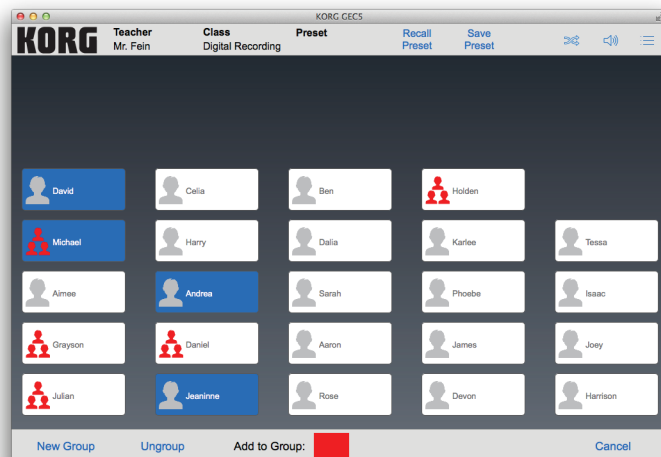 KORG GEC5
KORG
Teacher Class Preset Recall Save
Mr. Fein Digital Recording Preset Preset
David Celia Ben Holden
Michael Harry Dalia Karlee Tessa
Aimee Andrea Sarah Phoebe Isaac
Grayson Daniel Aaron James Joey
Julian Jeaninne Rose Devon Harrison
New Group Ungroup Add to Group: Cancel